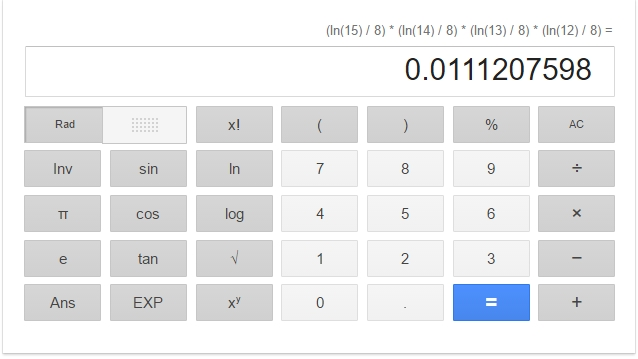 (ln(15) / 8) * (ln(14) / 8) * (ln(13) / 8) * (ln(12) / 8) =
0.0111207598
Rad x! ( ) % AC
Inv sin ln 7 8 9 ÷
π cos log 4 5 6 ×
e tan √ 1 2 3 −
Ans EXP xʸ 0 . = +